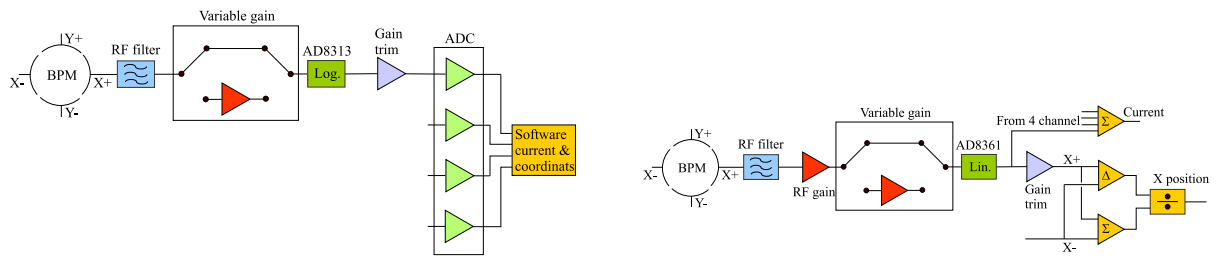 Variable gain
Y+
RF filter
AD8313
Gain
trim
ADC
X-
BPM
X+
Log.
Y-
Software
current &
coordinats
Variable gain
From 4 channel
Σ
Current
Y+
RF filter
AD8361
X-
BPM
X+
RF gain
Lin.
X+
Gain
trim
Δ
X position
Y-
Σ
X-